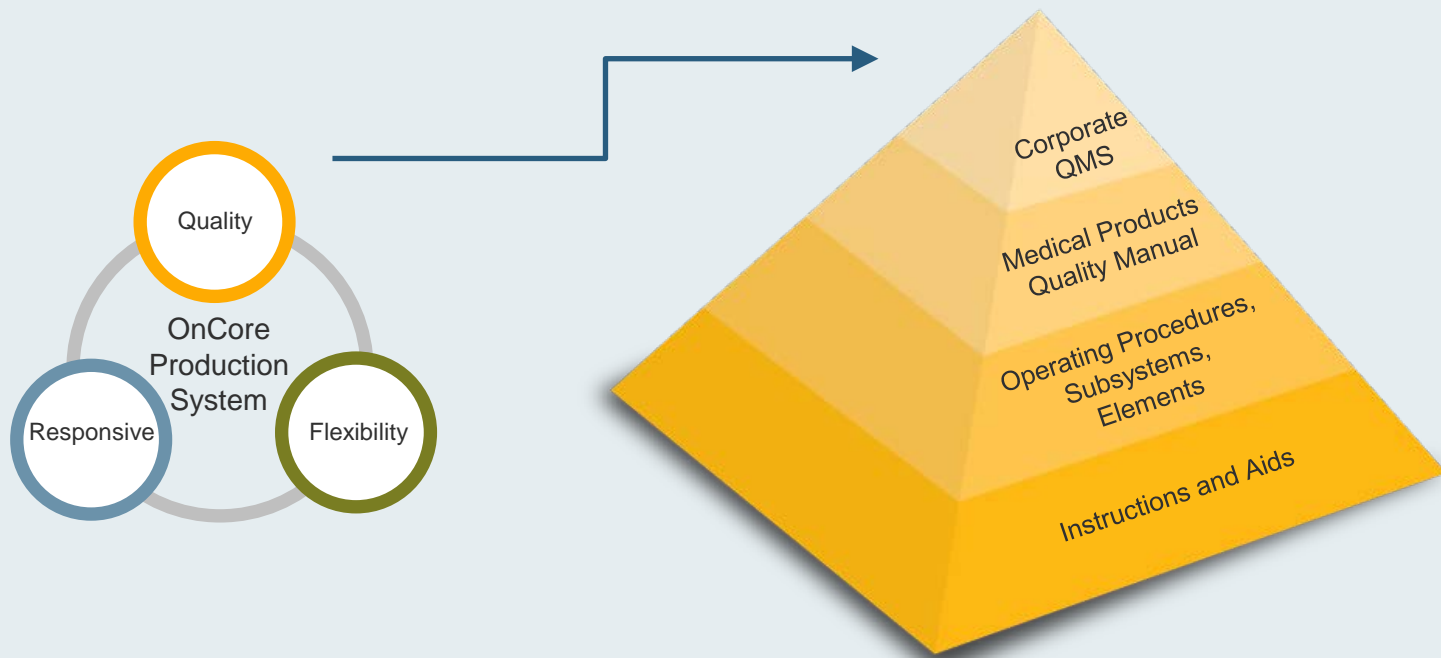 Quality
OnCore
Production
System
Responsive
Flexibility
Corporate
QMS
Medical Products
Quality Manual
Operating Procedures,
Subsystems,
Elements
Instructions and Aids